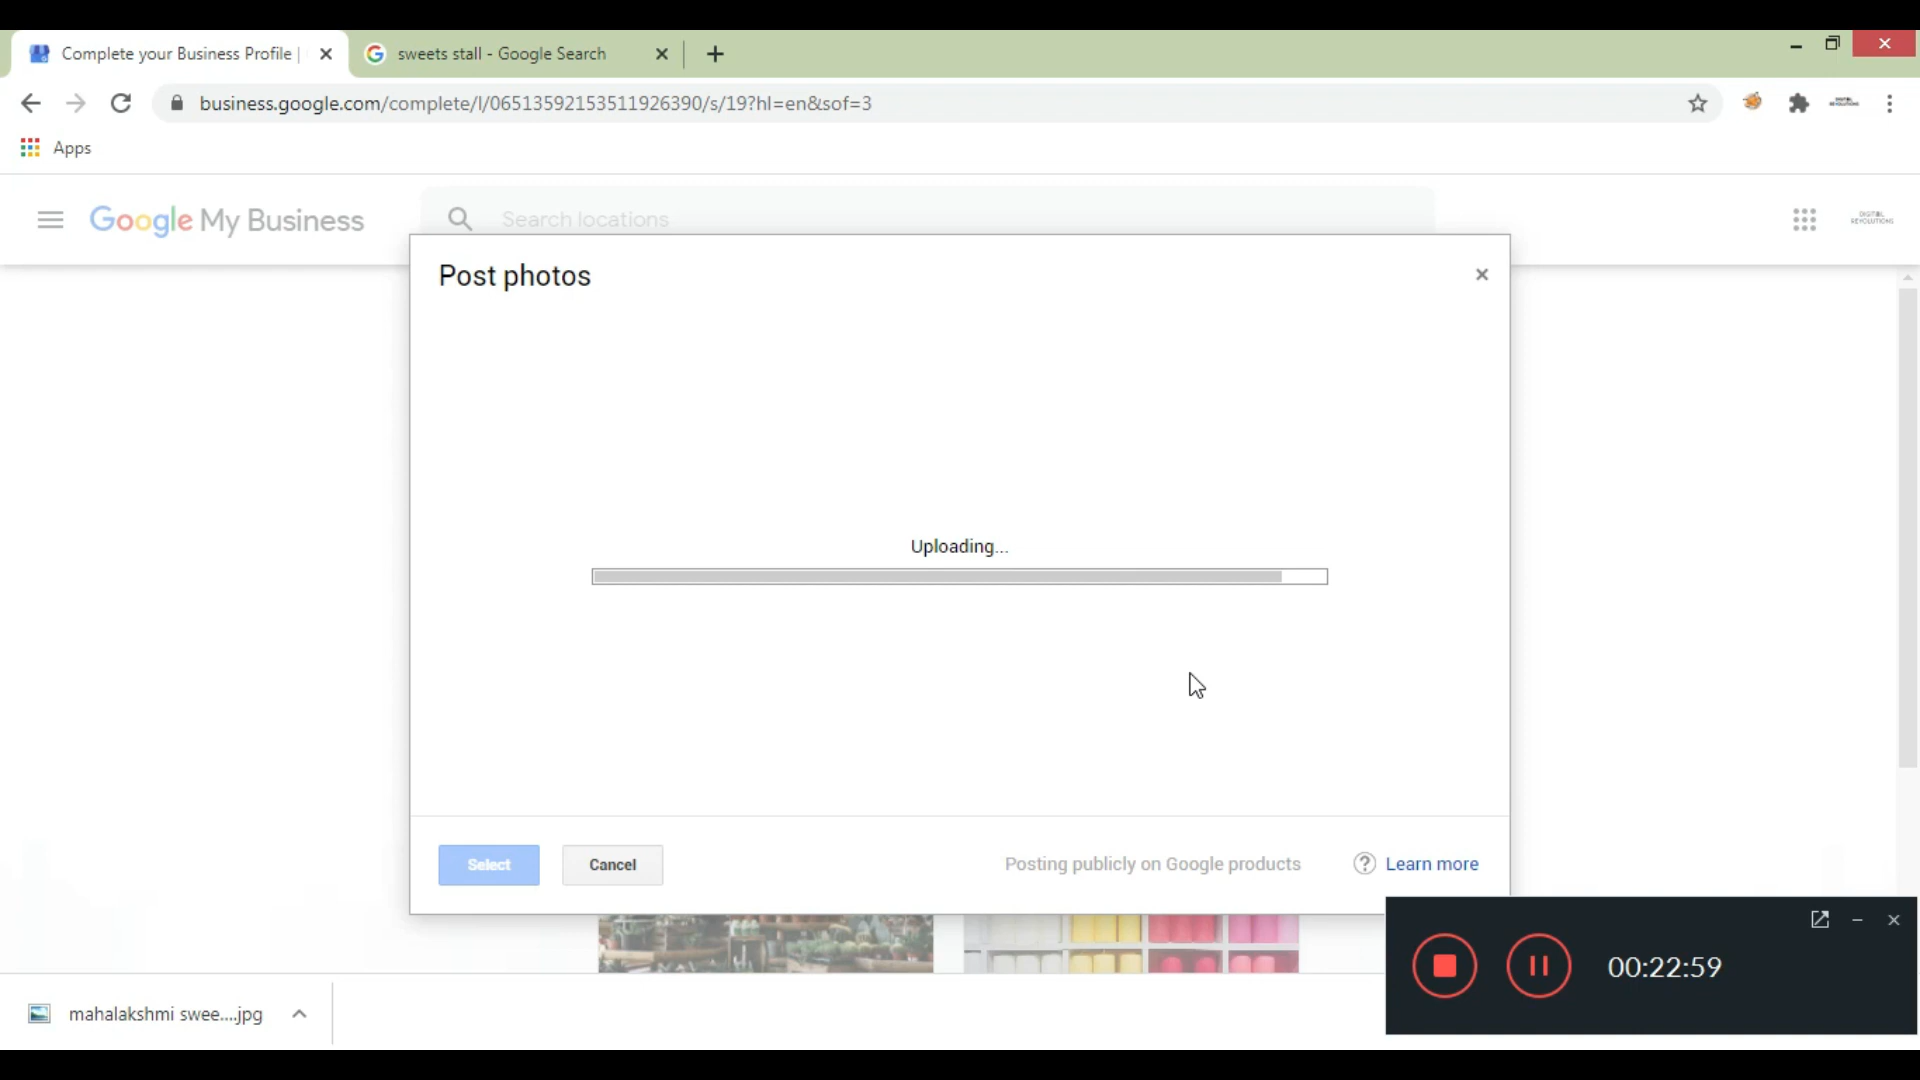 Complete your Business Profile |
sweets stall - Google Search
business.google.com/complete/l/06513592153511926390/s/19?hl=en&sof=3
Apps
Google My Business
Search locations
DIGITAL
REVOLUTIONS
Post photos
Uploading...
Select
Cancel
Posting publicly on Google products
? Learn more
00:22:59
mahalakshmi swee....jpg